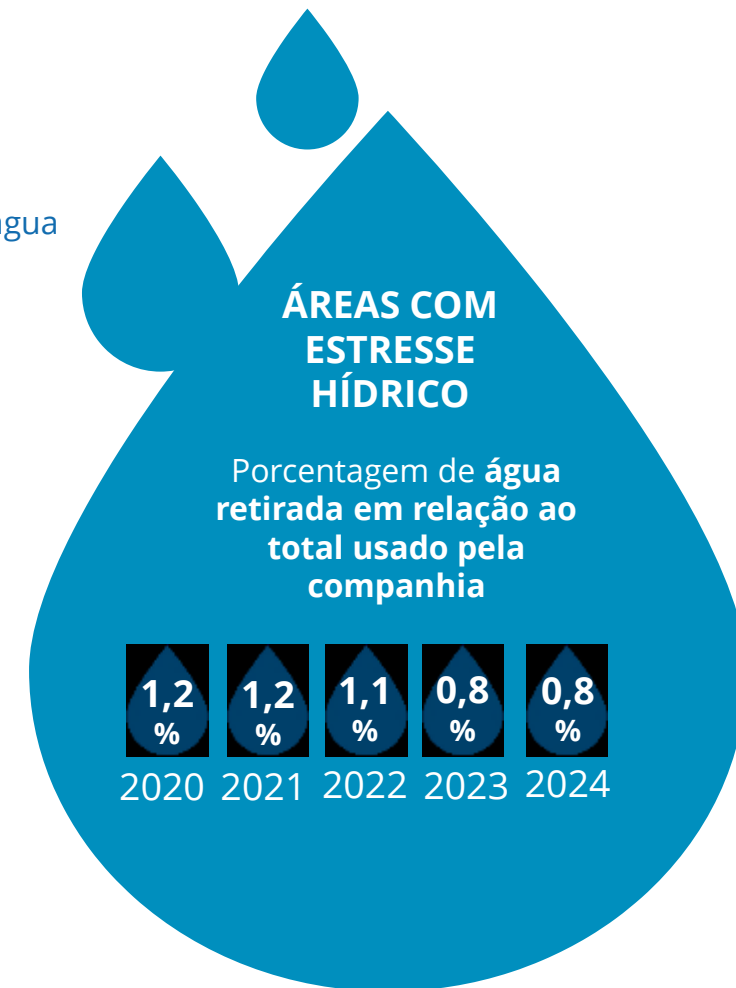 água
ÁREAS COM
ESTRESSE
HÍDRICO
Porcentagem de água
retirada em relação ao
total usado pela
companhia
1,2 1,2 1,1 0,8 0,8
% % % % %
2020 2021 2022 2023 2024